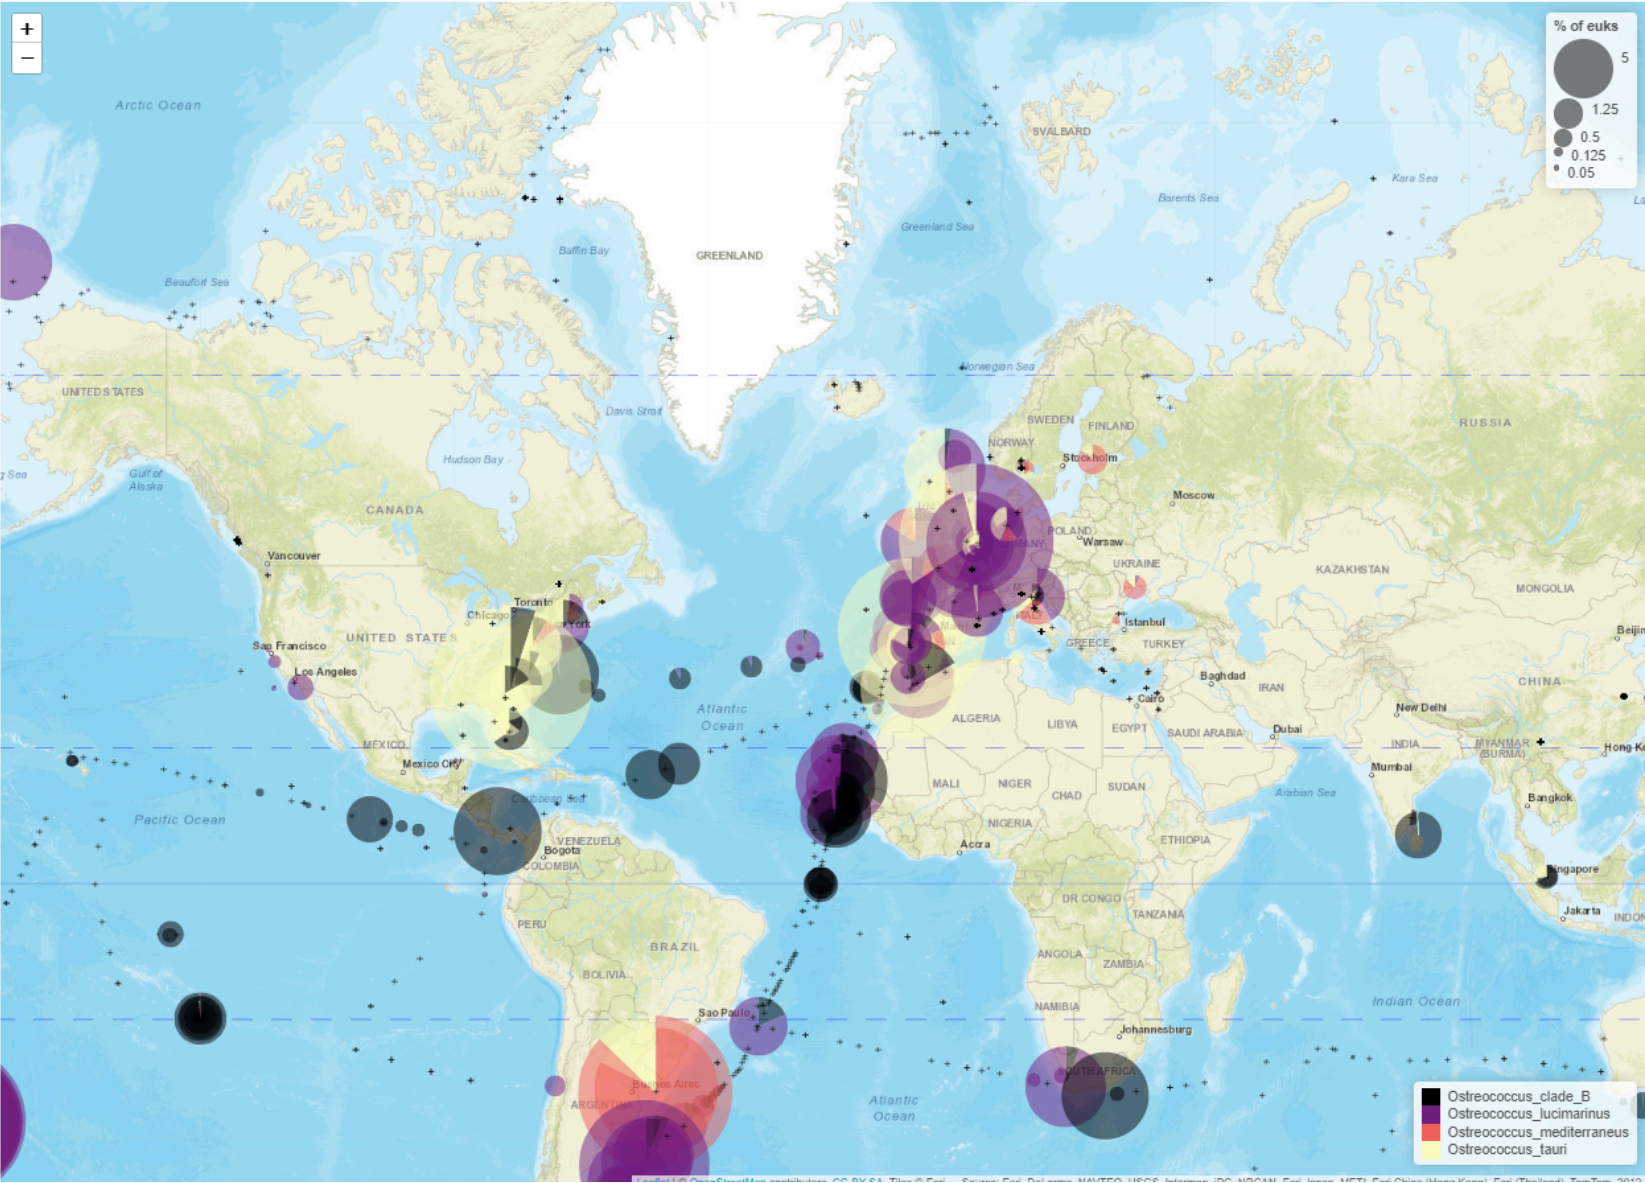 +
−
% of euks
5
1.25
0.5
0.125
0.05
Arctic Ocean
SVALBARD
Kara Sea
Barents Sea
Greenland Sea
Baffin Bay
GREENLAND
Beaufort Sea
Norwegian Sea
UNITED STATES
Davis Strait
SWEDEN
FINLAND
RUSSIA
NORWAY
Hudson Bay
Stockholm
Gulf of
Alaska
Sea
Moscow
CANADA
POLAND
Warsaw
Vancouver
UKRAINE
KAZAKHSTAN
MONGOLIA
Toronto
Chicago
York
Istanbul
San Francisco
UNITED STATES
GREECE
TURKEY
Los Angeles
Baghdad
IRAN
CHINA
Cairo
New Delhi
Atlantic
Ocean
ALGERIA
LIBYA
EGYPT
SAUDI ARABIA
Dubai
MÉXICO
INDIA
MYANMAR
(BURMA)
Mexico City
Mumbai
MALI
NIGER
SUDAN
CHAD
Arabian Sea
Bangkok
Caribbean Sea
Pacific Ocean
NIGERIA
VENEZUELA
ETHIOPIA
Accra
Bogota
COLOMBIA
Singapore
DR CONGO
Jakarta
TANZANIA
PERU
BRAZIL
ANGOLA
ZAMBIA
BOLIVIA
NAMIBIA
Indian Ocean
Sao Paulo
Johannesburg
SOUTH AFRICA
Buenos Aires
ARGENTINA
Atlantic
Ocean
Ostreococcus_clade_B
Ostreococcus_lucimarinus
Ostreococcus_mediterraneus
Ostreococcus_tauri